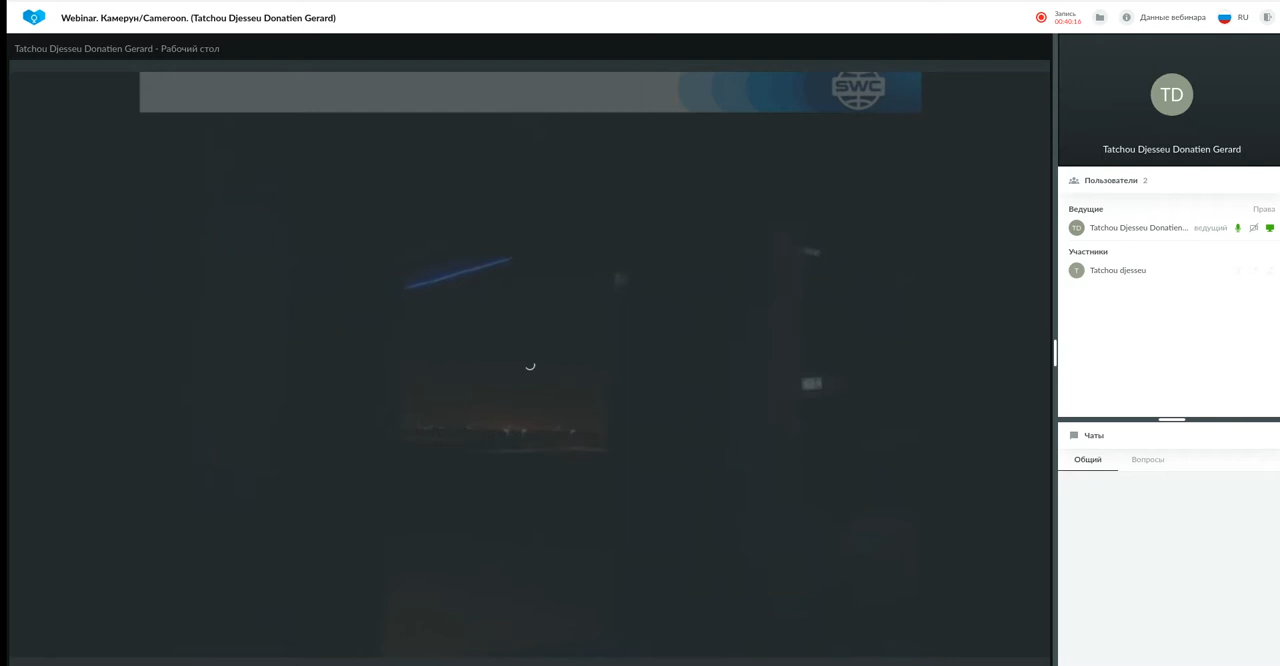 Webinar. Камерун/Cameroon. (Tatchou Djesseu Donatien Gerard)
Запись
00:40:16
Данные вебинара
RU
Tatchou Djesseu Donatien Gerard - Рабочий стол
SWC
TD
Tatchou Djesseu Donatien Gerard
Пользователи 2
Ведущие Права
TD Tatchou Djesseu Donatien... ведущий
Участники
T Tatchou djesseu
Чаты
Общий Вопросы